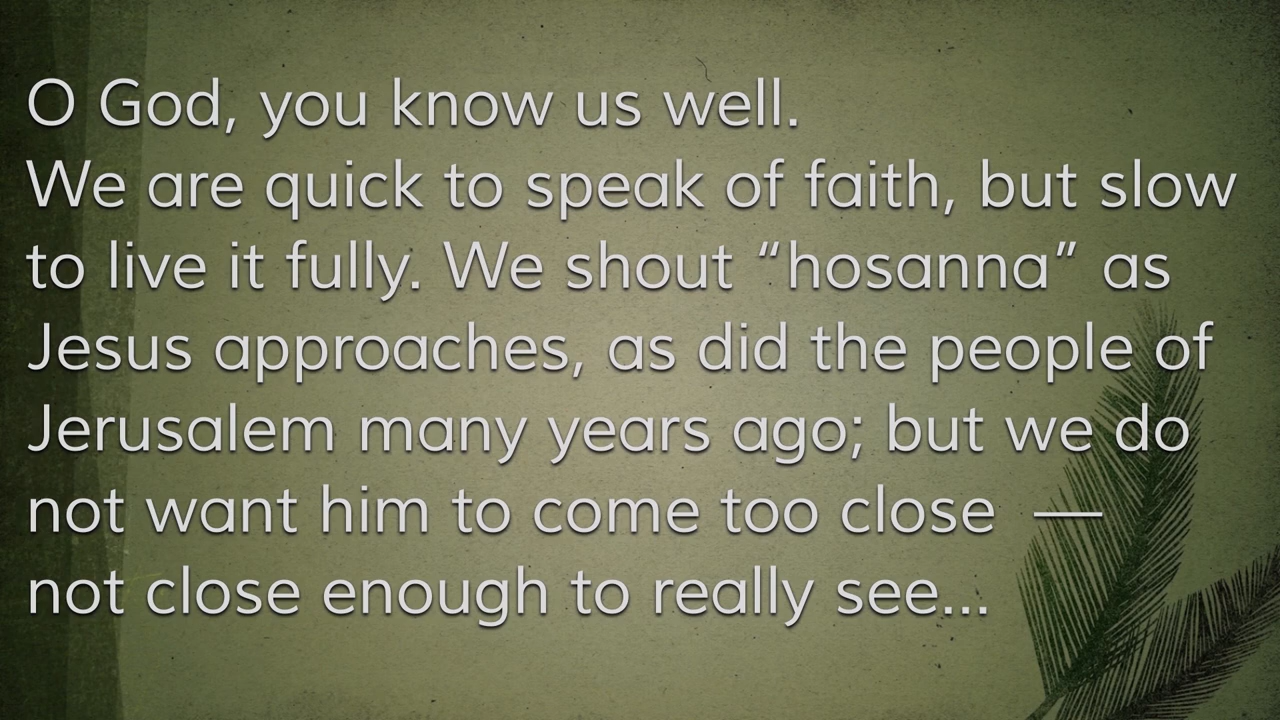 O God, you know us well.
We are quick to speak of faith, but slow
to live it fully. We shout “hosanna” as
Jesus approaches, as did the people of
Jerusalem many years ago; but we do
not want him to come too close  —
not close enough to really see...